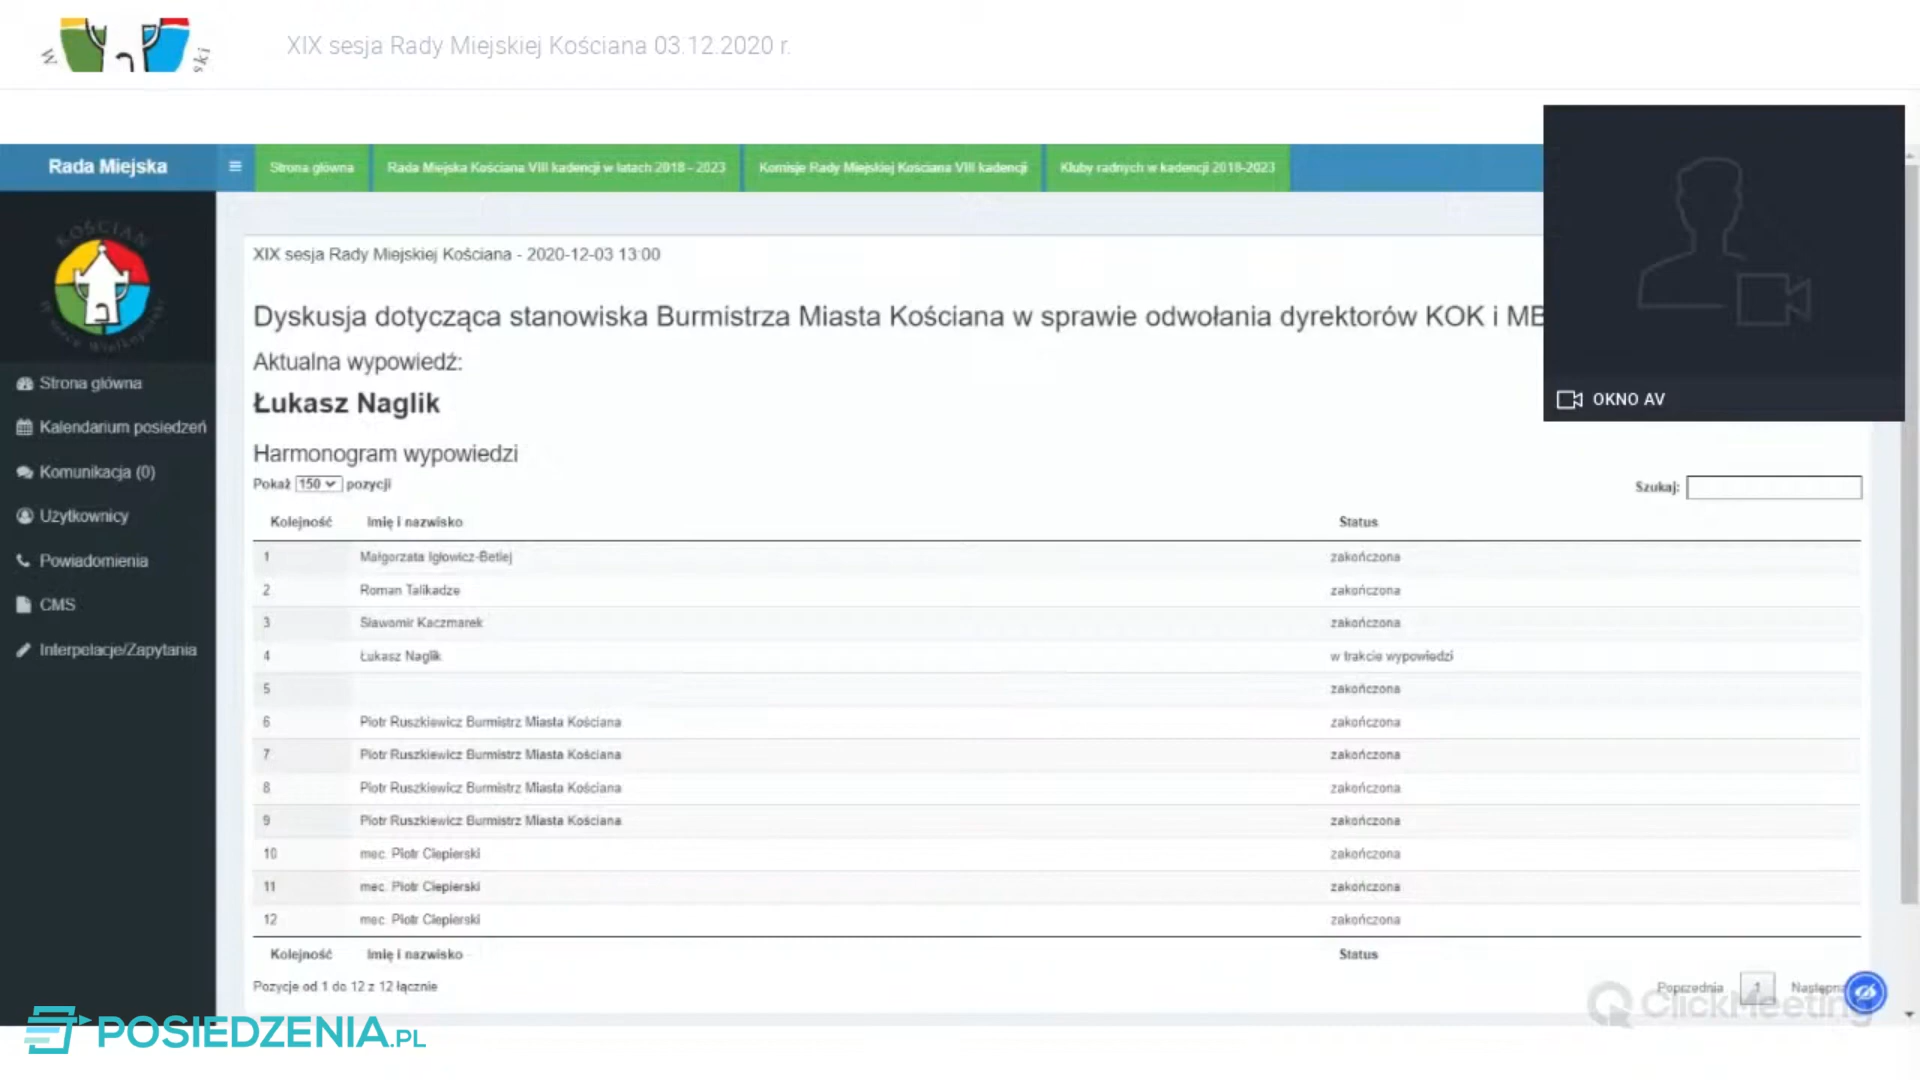 XIX sesja Rady Miejskiej Kościana 03.12.2020 r.
Rada Miejska
Strona główna
Rada Miejska Kościana VIII kadencji w latach 2018 - 2023
Komisje Rady Miejskiej Kościana VIII kadencji
Kluby radnych w kadencji 2018-2023
KOŚCIAN
XIX sesja Rady Miejskiej Kościana - 2020-12-03 13:00
Dyskusja dotycząca stanowiska Burmistrza Miasta Kościana w sprawie odwołania dyrektorów KOK i MB
Aktualna wypowiedź:
Łukasz Naglik
OKNO AV
Strona główna
Kalendarium posiedzeń
Komunikacja (0)
Użytkownicy
Powiadomienia
CMS
Interpelacje/Zapytania
Harmonogram wypowiedzi
Pokaż 150 pozycji
Szukaj:
Kolejność Imię i nazwisko Status
1 Małgorzata Igłowicz-Betlej zakończona
2 Roman Talikadze zakończona
3 Sławomir Kaczmarek zakończona
4 Łukasz Naglik w trakcie wypowiedzi
5 zakończona
6 Piotr Ruszkiewicz Burmistrz Miasta Kościana zakończona
7 Piotr Ruszkiewicz Burmistrz Miasta Kościana zakończona
8 Piotr Ruszkiewicz Burmistrz Miasta Kościana zakończona
9 Piotr Ruszkiewicz Burmistrz Miasta Kościana zakończona
10 mec. Piotr Ciepierski zakończona
11 mec. Piotr Ciepierski zakończona
12 mec. Piotr Ciepierski zakończona
Kolejność Imię i nazwisko Status
Pozycje od 1 do 12 z 12 łącznie
Poprzednia 1 Następna
ClickMeeting
POSIEDZENIA.PL